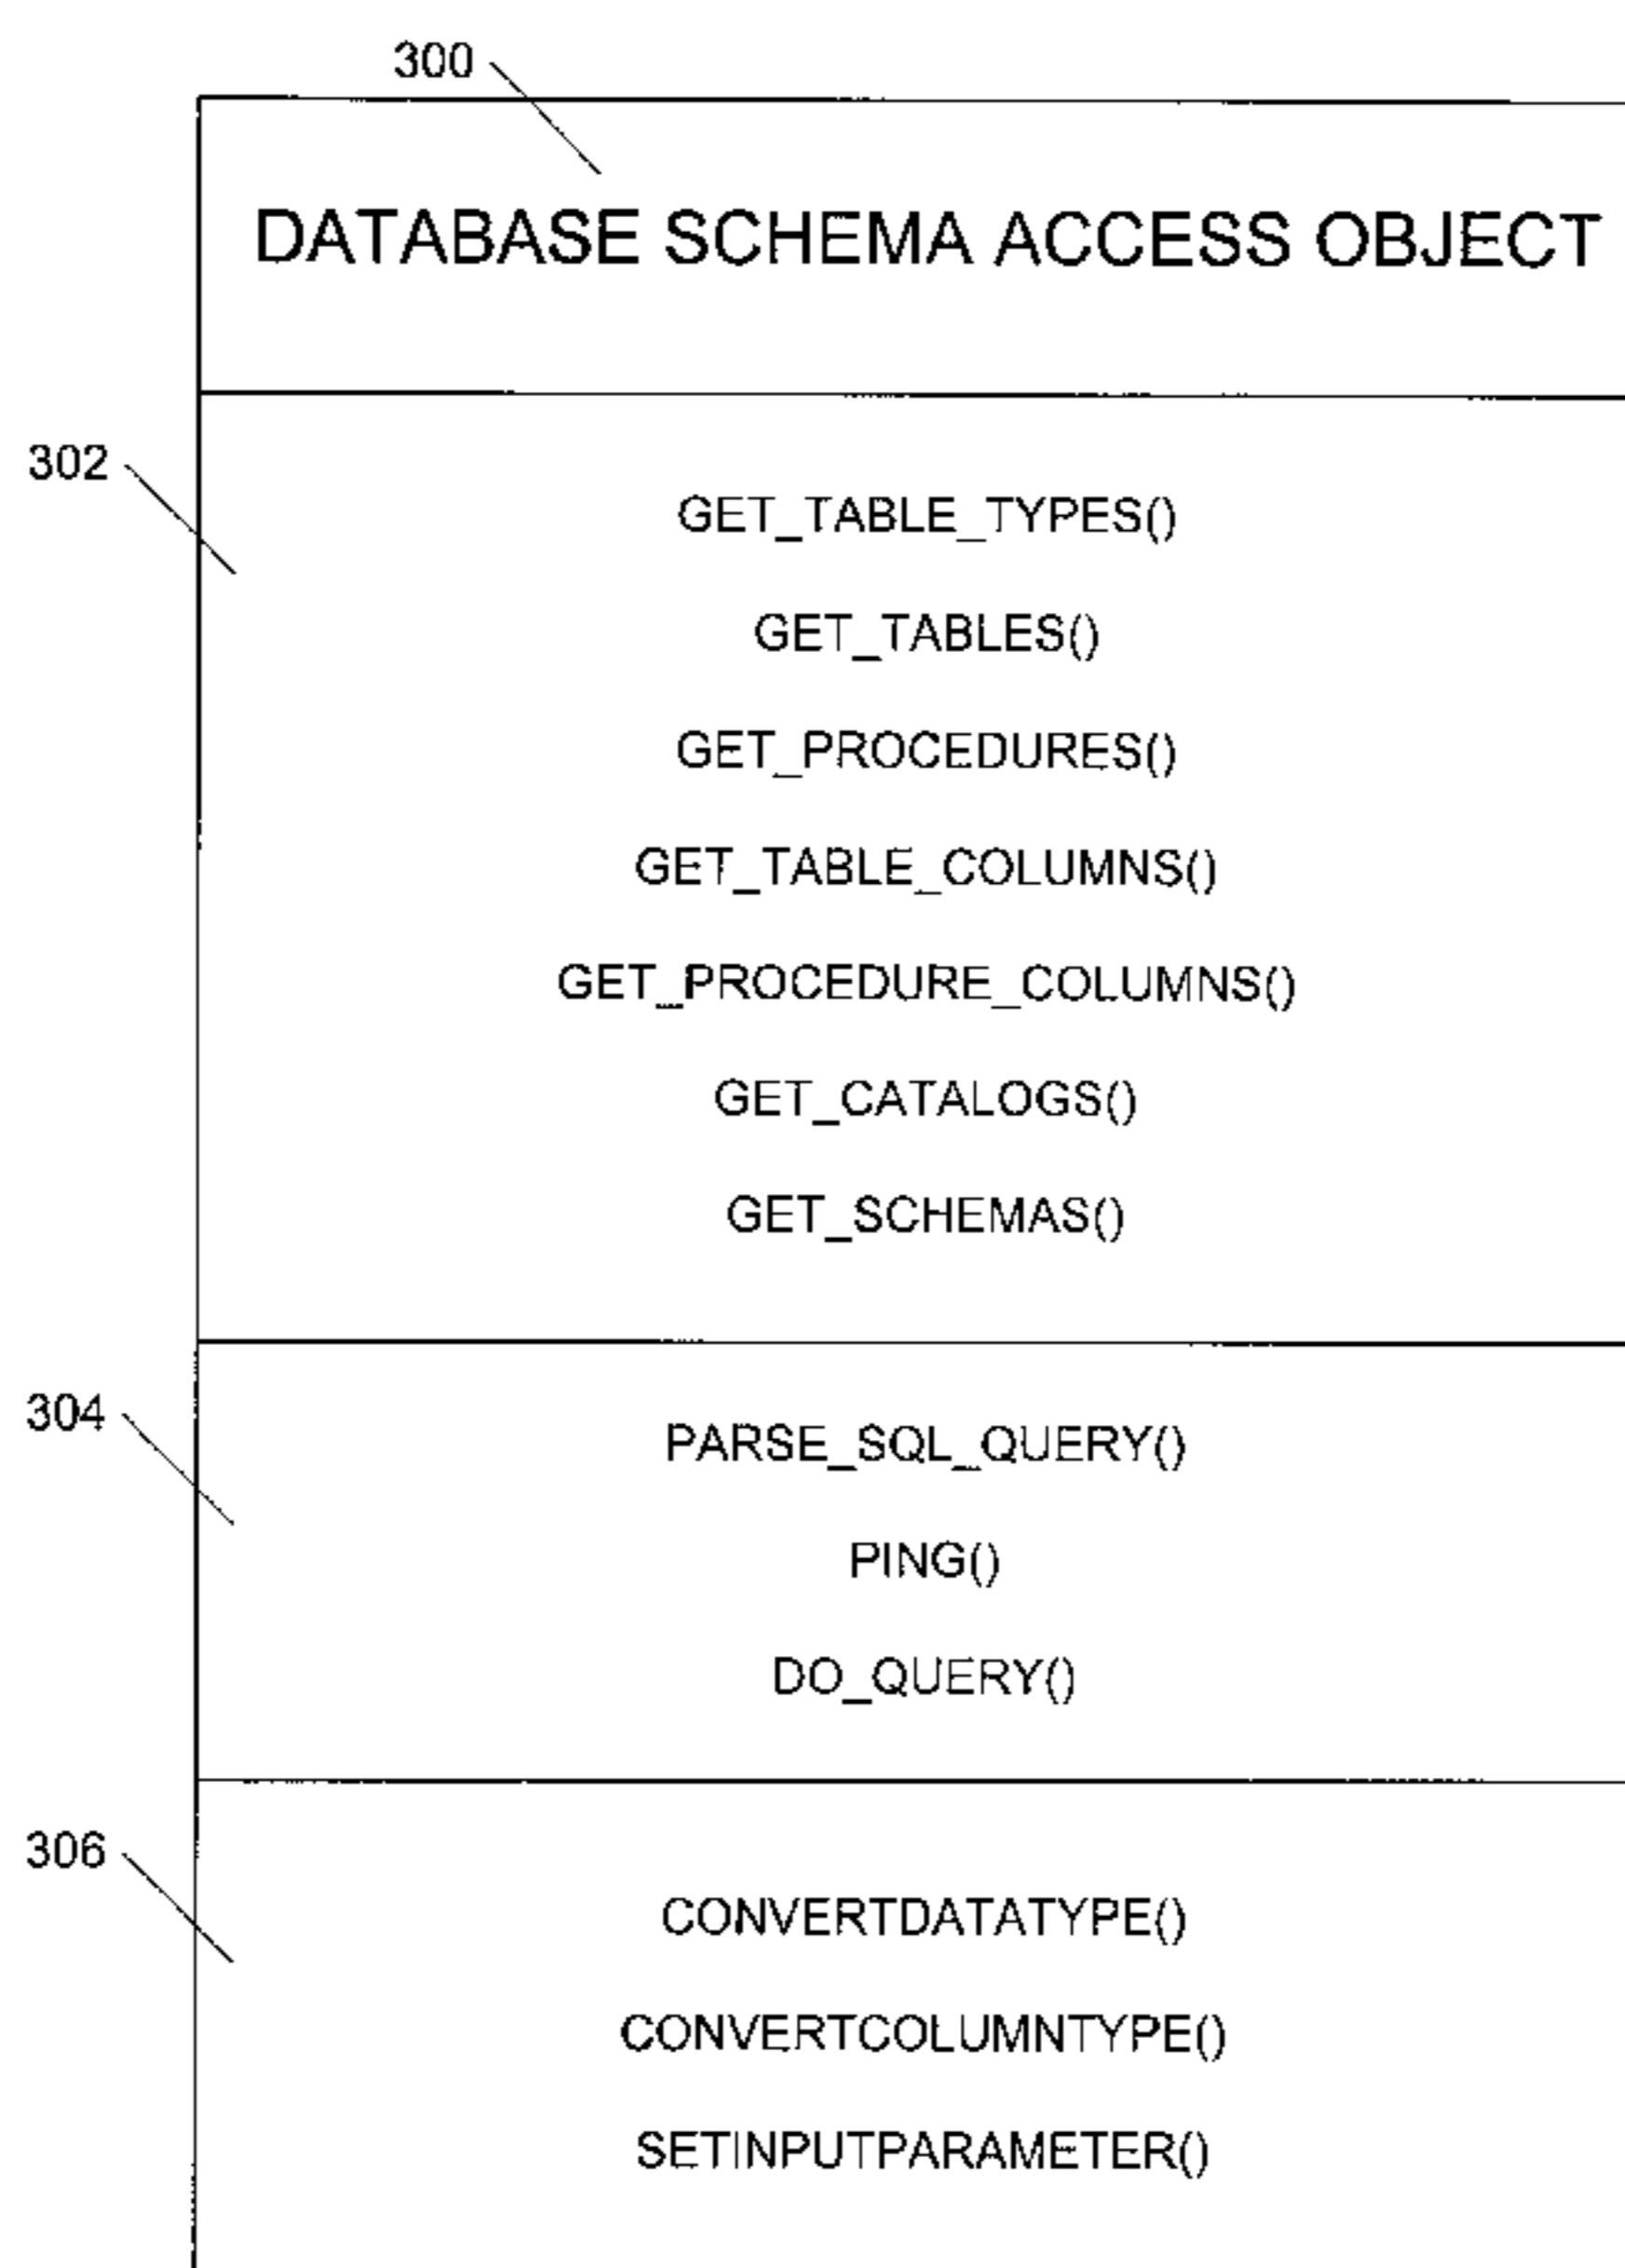 300
DATABASE SCHEMA ACCESS OBJECT
302
GET_TABLE_TYPES()
GET_TABLES()
GET_PROCEDURES()
GET_TABLE_COLUMNS()
GET_PROCEDURE_COLUMNS()
GET_CATALOGS()
GET_SCHEMAS()
304
PARSE_SQL_QUERY()
PING()
DO_QUERY()
306
CONVERTDATATYPE()
CONVERTCOLUMNTYPE()
SETINPUTPARAMETER()